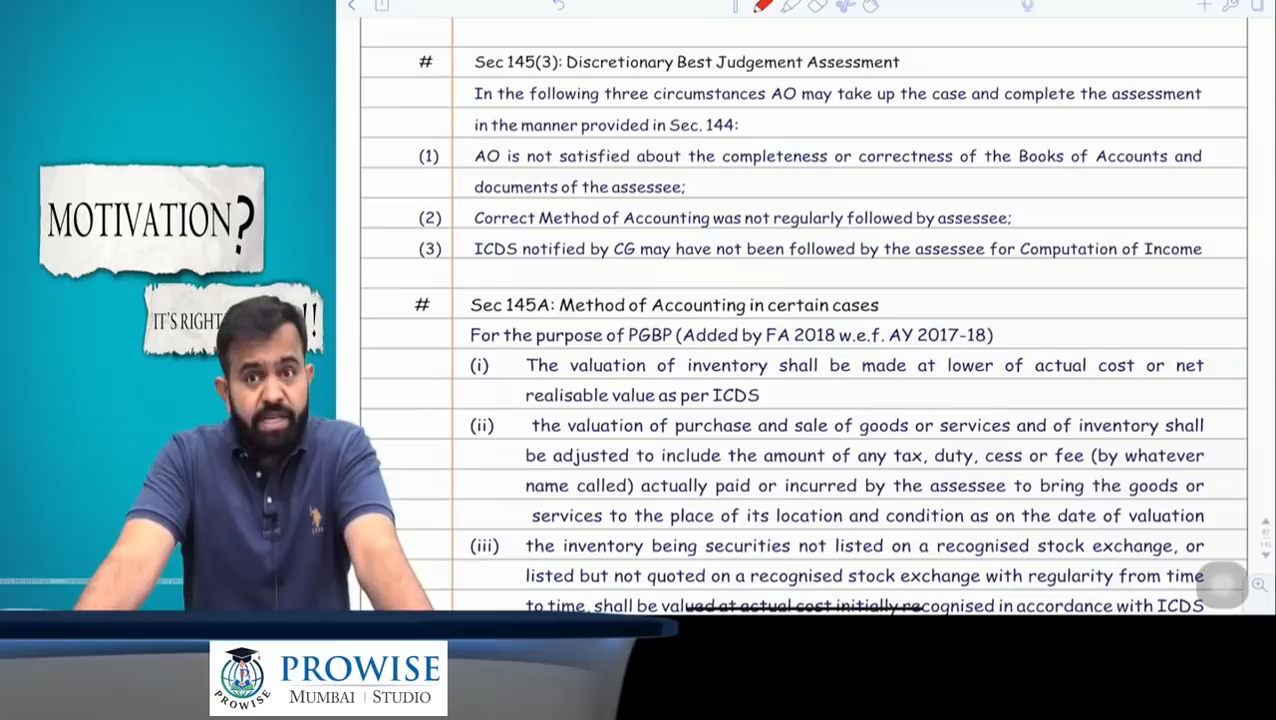 MOTIVATION?
IT'S RIGHT
!!
# Sec 145(3): Discretionary Best Judgement Assessment
In the following three circumstances AO may take up the case and complete the assessment
in the manner provided in Sec. 144:
(1) AO is not satisfied about the completeness or correctness of the Books of Accounts and
documents of the assessee;
(2) Correct Method of Accounting was not regularly followed by assessee;
(3) ICDS notified by CG may have not been followed by the assessee for Computation of Income
# Sec 145A: Method of Accounting in certain cases
For the purpose of PGBP (Added by FA 2018 w.e.f. AY 2017-18)
(i) The valuation of inventory shall be made at lower of actual cost or net
realisable value as per ICDS
(ii) the valuation of purchase and sale of goods or services and of inventory shall
be adjusted to include the amount of any tax, duty, cess or fee (by whatever
name called) actually paid or incurred by the assessee to bring the goods or
services to the place of its location and condition as on the date of valuation
(iii) the inventory being securities not listed on a recognised stock exchange, or
listed but not quoted on a recognised stock exchange with regularity from time
to time, shall be valued at actual cost initially recognised in accordance with ICDS
PROWISE
PROWISE
MUMBAI | STUDIO